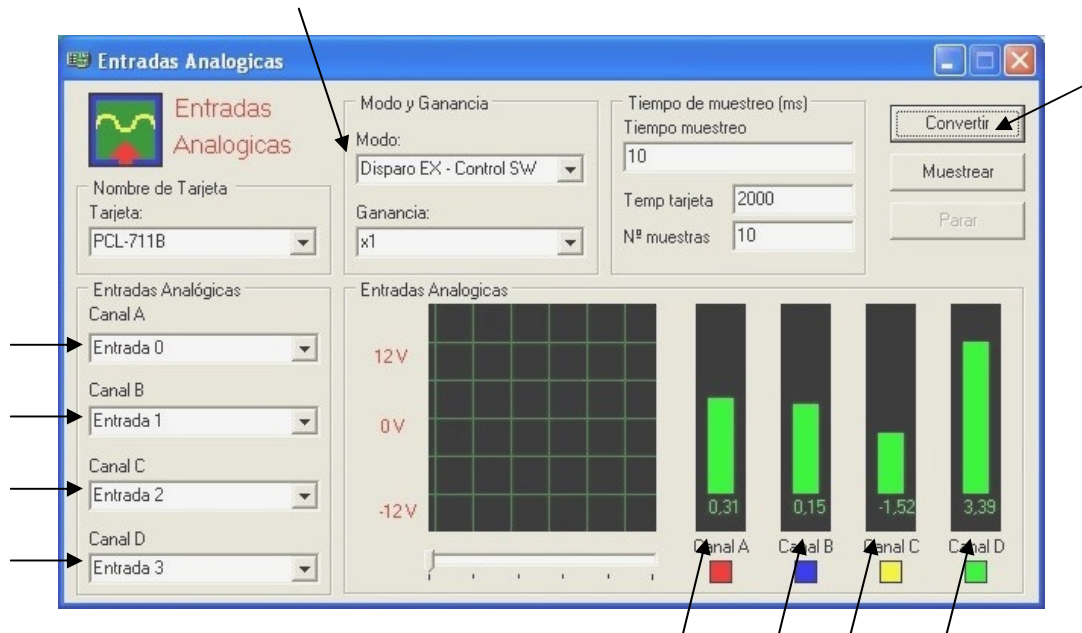 Entradas Analogicas
Entradas
Analogicas
Nombre de Tarjeta
Tarjeta:
PCL-711B
Modo y Ganancia
Modo:
Disparo EX - Control SW
Ganancia:
x1
Tiempo de muestreo (ms)
Tiempo muestreo
10
Temp tarjeta 2000
Nº muestras 10
Convertir
Muestrear
Parar
Entradas Analógicas
Canal A
Entrada 0
Canal B
Entrada 1
Canal C
Entrada 2
Canal D
Entrada 3
Entradas Analogicas
12 V
0 V
-12 V
0,31 0,15 -1,52 3,39
Canal A Canal B Canal C Canal D